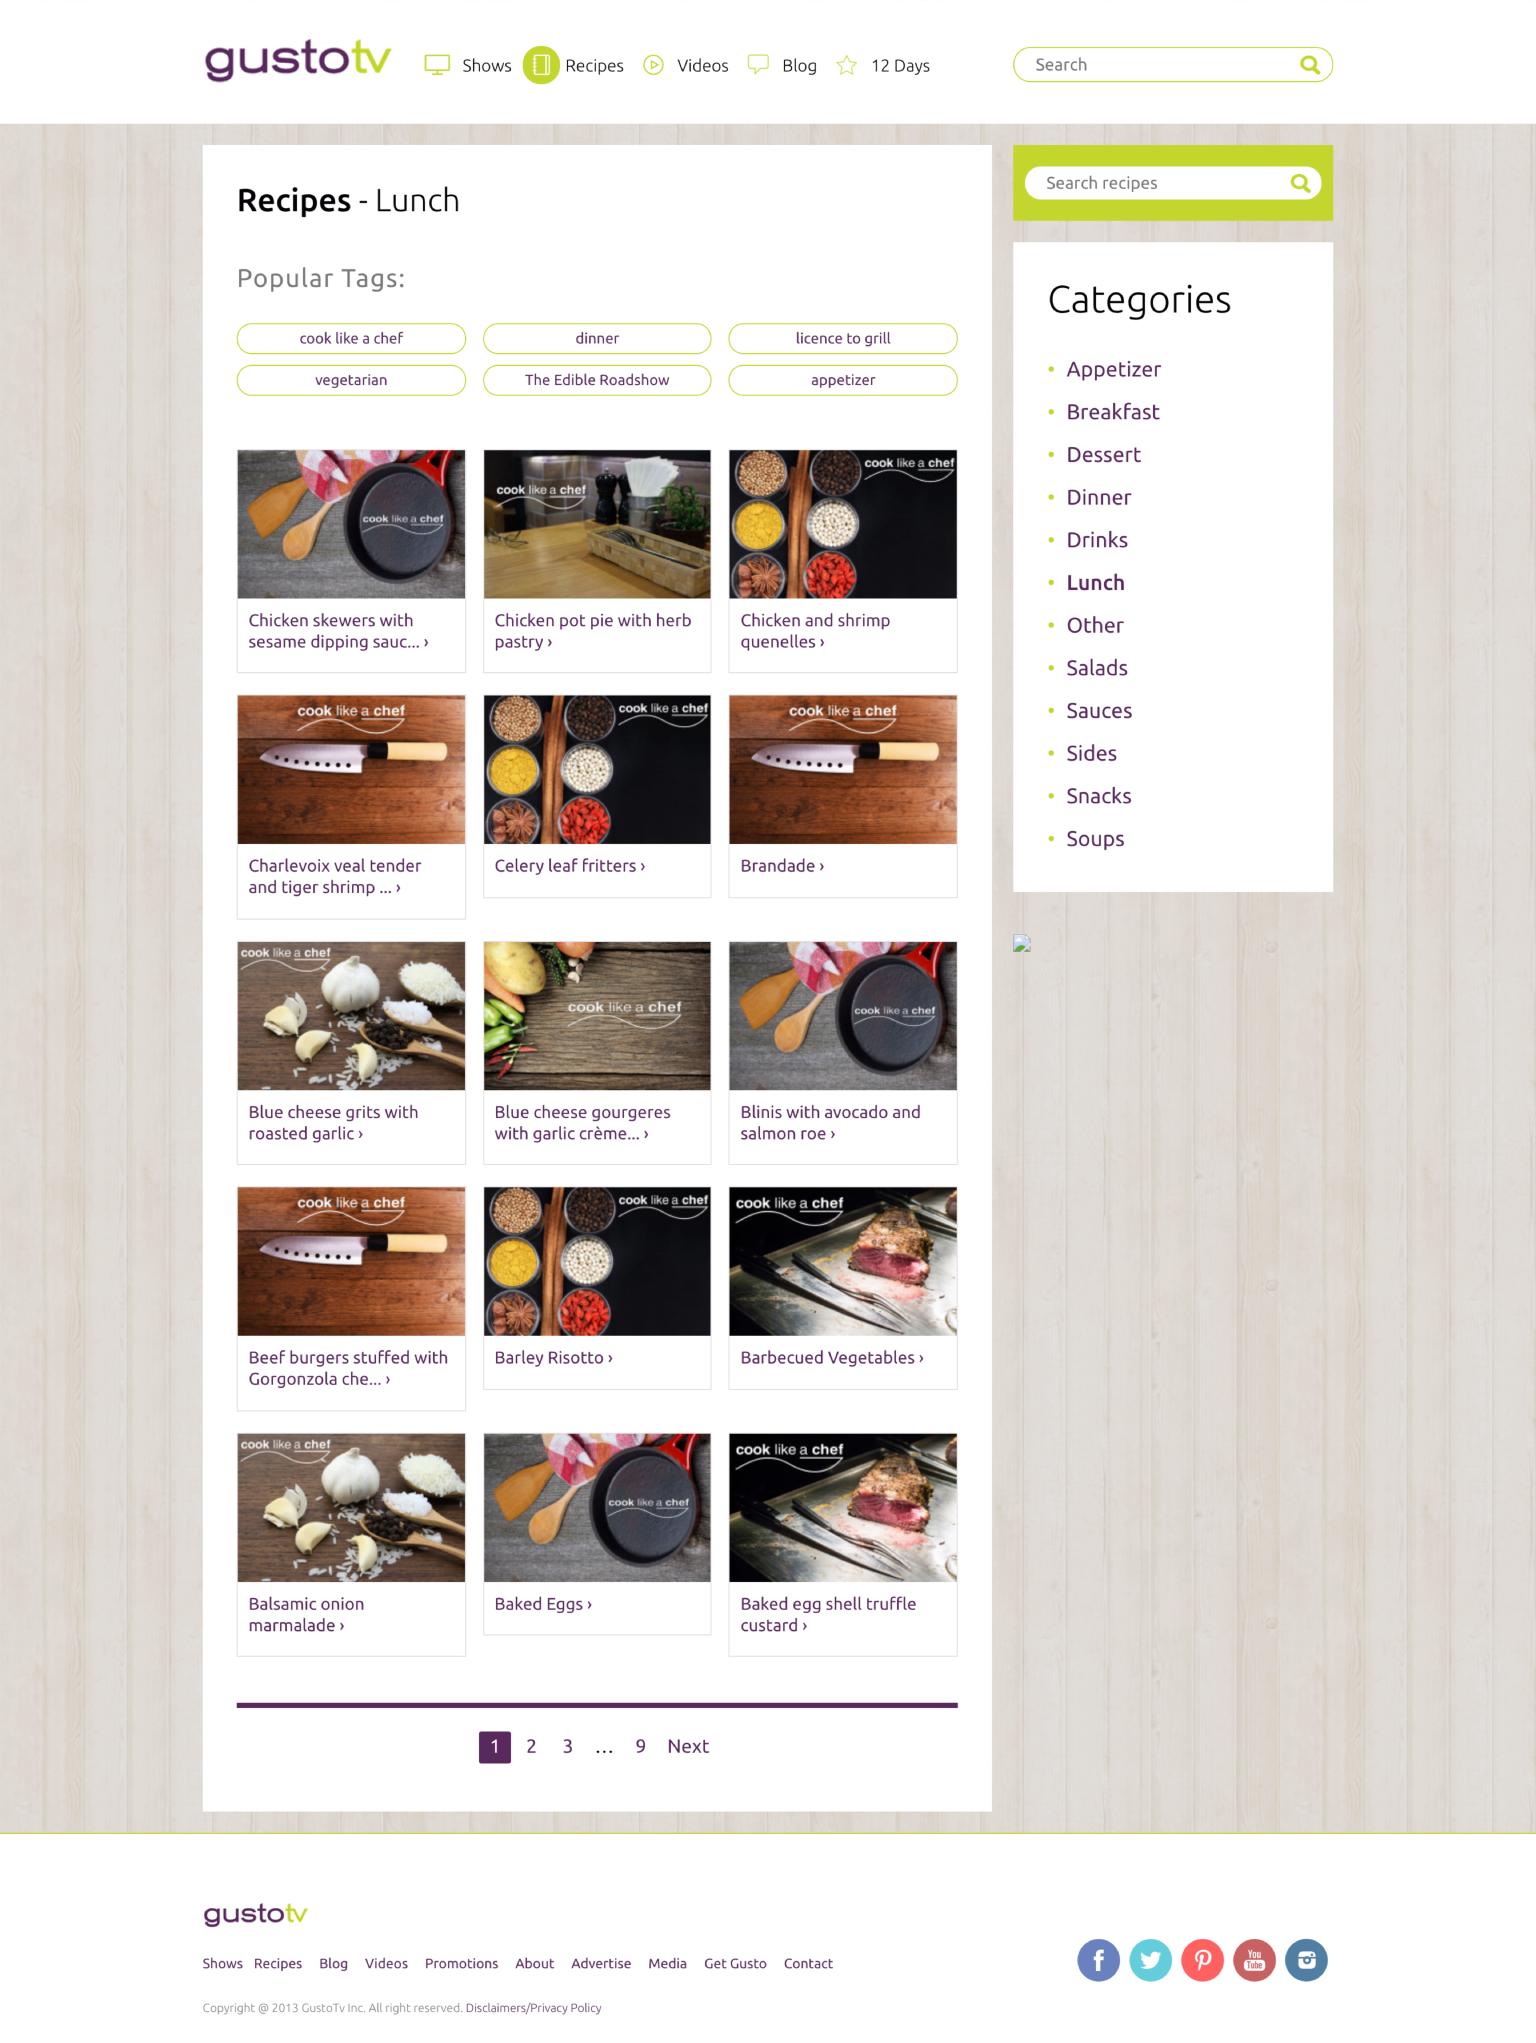 gustotv
Shows
Recipes
Videos
Blog
12 Days
Search
Recipes - Lunch
Popular Tags:
cook like a chef
dinner
licence to grill
vegetarian
The Edible Roadshow
appetizer
cook like a chef
cook like a chef
cook like a chef
Chicken skewers with
sesame dipping sauc... ›
Chicken pot pie with herb
pastry ›
Chicken and shrimp
quenelles ›
cook like a chef
cook like a chef
cook like a chef
Charlevoix veal tender
and tiger shrimp ... ›
Celery leaf fritters ›
Brandade ›
cook like a chef
cook like a chef
cook like a chef
Blue cheese grits with
roasted garlic ›
Blue cheese gourgeres
with garlic crème... ›
Blinis with avocado and
salmon roe ›
cook like a chef
cook like a chef
cook like a chef
Beef burgers stuffed with
Gorgonzola che... ›
Barley Risotto ›
Barbecued Vegetables ›
cook like a chef
cook like a chef
cook like a chef
Balsamic onion
marmalade ›
Baked Eggs ›
Baked egg shell truffle
custard ›
1 2 3 … 9 Next
Search recipes
Categories
• Appetizer
• Breakfast
• Dessert
• Dinner
• Drinks
• Lunch
• Other
• Salads
• Sauces
• Sides
• Snacks
• Soups
gustotv
Shows Recipes Blog Videos Promotions About Advertise Media Get Gusto Contact
You
Tube
Copyright @ 2013 GustoTv Inc. All right reserved. Disclaimers/Privacy Policy